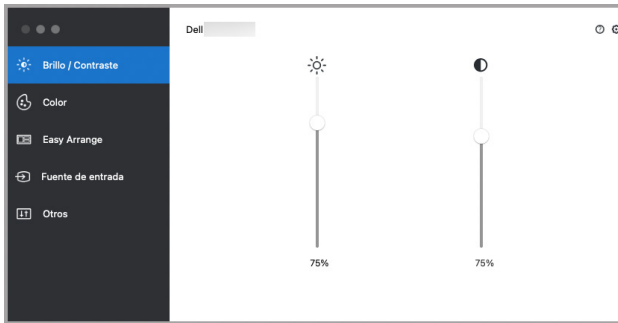 Dell
Brillo / Contraste
Color
Easy Arrange
Fuente de entrada
Otros
75%
75%